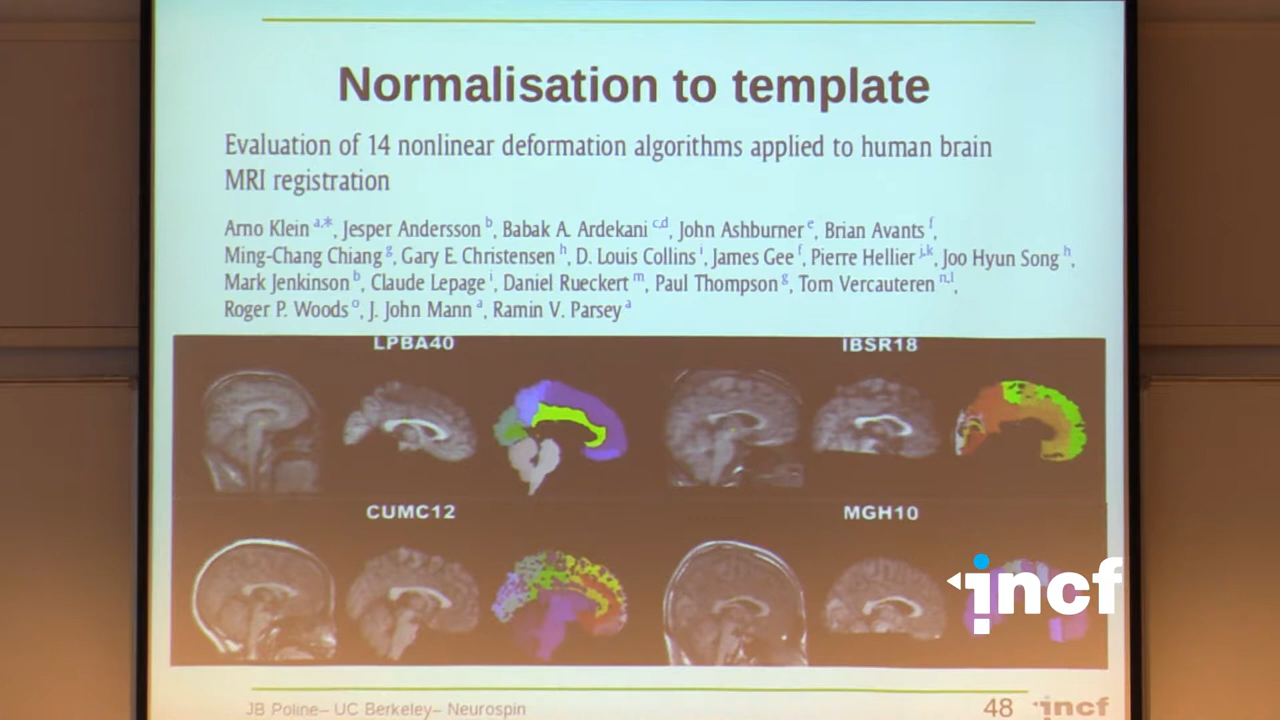 Normalisation to template
Evaluation of 14 nonlinear deformation algorithms applied to human brain
MRI registration
Arno Klein a,*, Jesper Andersson b, Babak A. Ardekani c,d, John Ashburner e, Brian Avants f,
Ming-Chang Chiang g, Gary E. Christensen h, D. Louis Collins i, James Gee f, Pierre Hellier j,k, Joo Hyun Song h,
Mark Jenkinson b, Claude Lepage i, Daniel Rueckert m, Paul Thompson g, Tom Vercauteren n,l,
Roger P. Woods o, J. John Mann a, Ramin V. Parsey a
LPBA40
IBSR18
CUMC12
MGH10
incf
JB Poline– UC Berkeley– Neurospin
48
incf